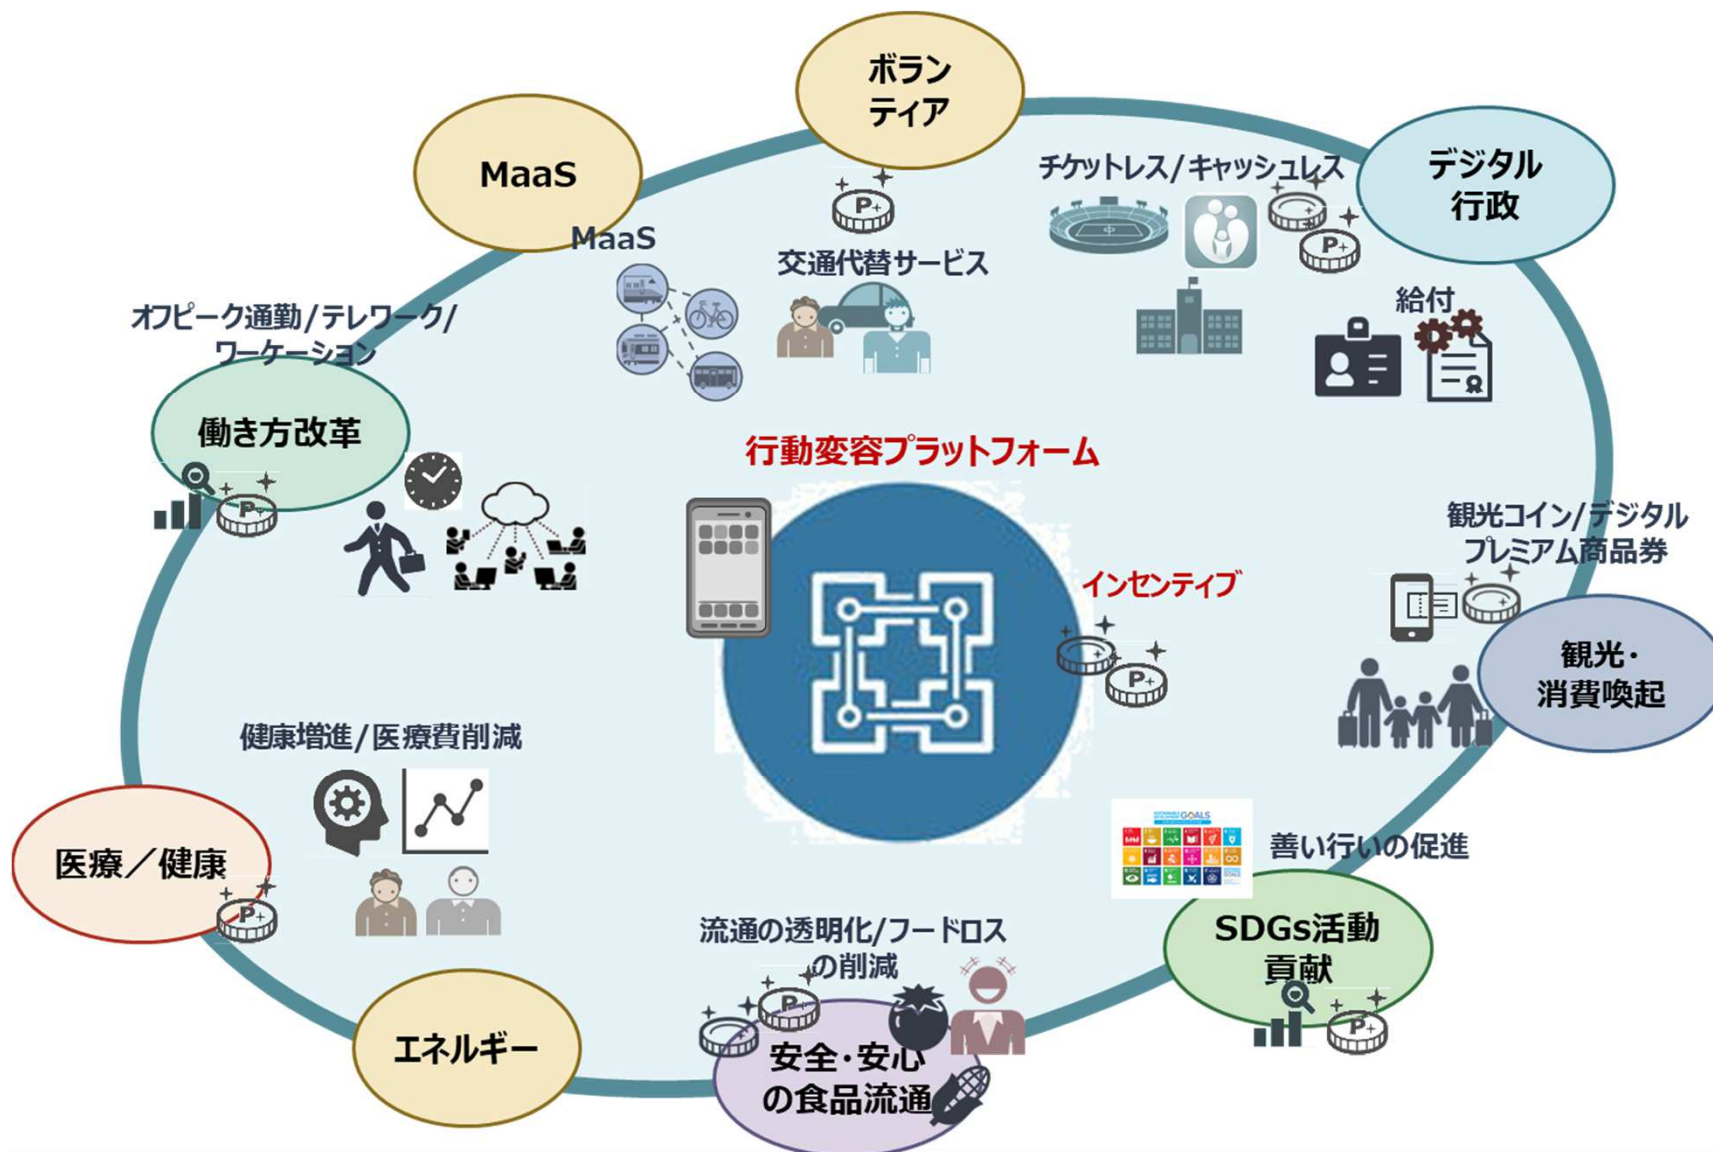 ボラン
ティア
MaaS
デジタル
行政
チケットレス/キャッシュレス
P
P
MaaS
交通代替サービス
給付
オフピーク通勤/テレワーク/
ワーケーション
働き方改革
P
行動変容プラットフォーム
観光コイン/デジタル
プレミアム商品券
インセンティブ
P
観光・
消費喚起
健康増進/医療費削減
GOALS
善い行いの促進
医療／健康
P
流通の透明化/フードロス
の削減
SDGs活動
貢献
P
P
エネルギー
安全・安心
の食品流通